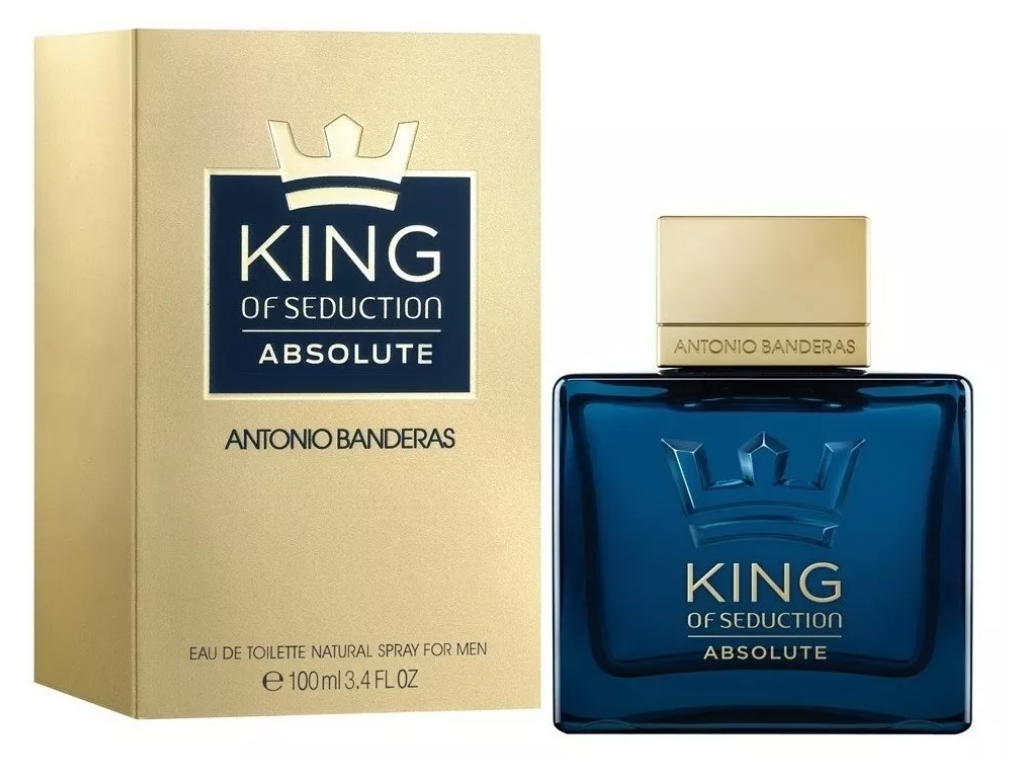 KING
OF SEDUCTION
ABSOLUTE
ANTONIO BANDERAS
EAU DE TOILETTE NATURAL SPRAY FOR MEN
℮ 100 ml 3.4 FL OZ
ANTONIO BANDERAS
KING
OF SEDUCTION
ABSOLUTE